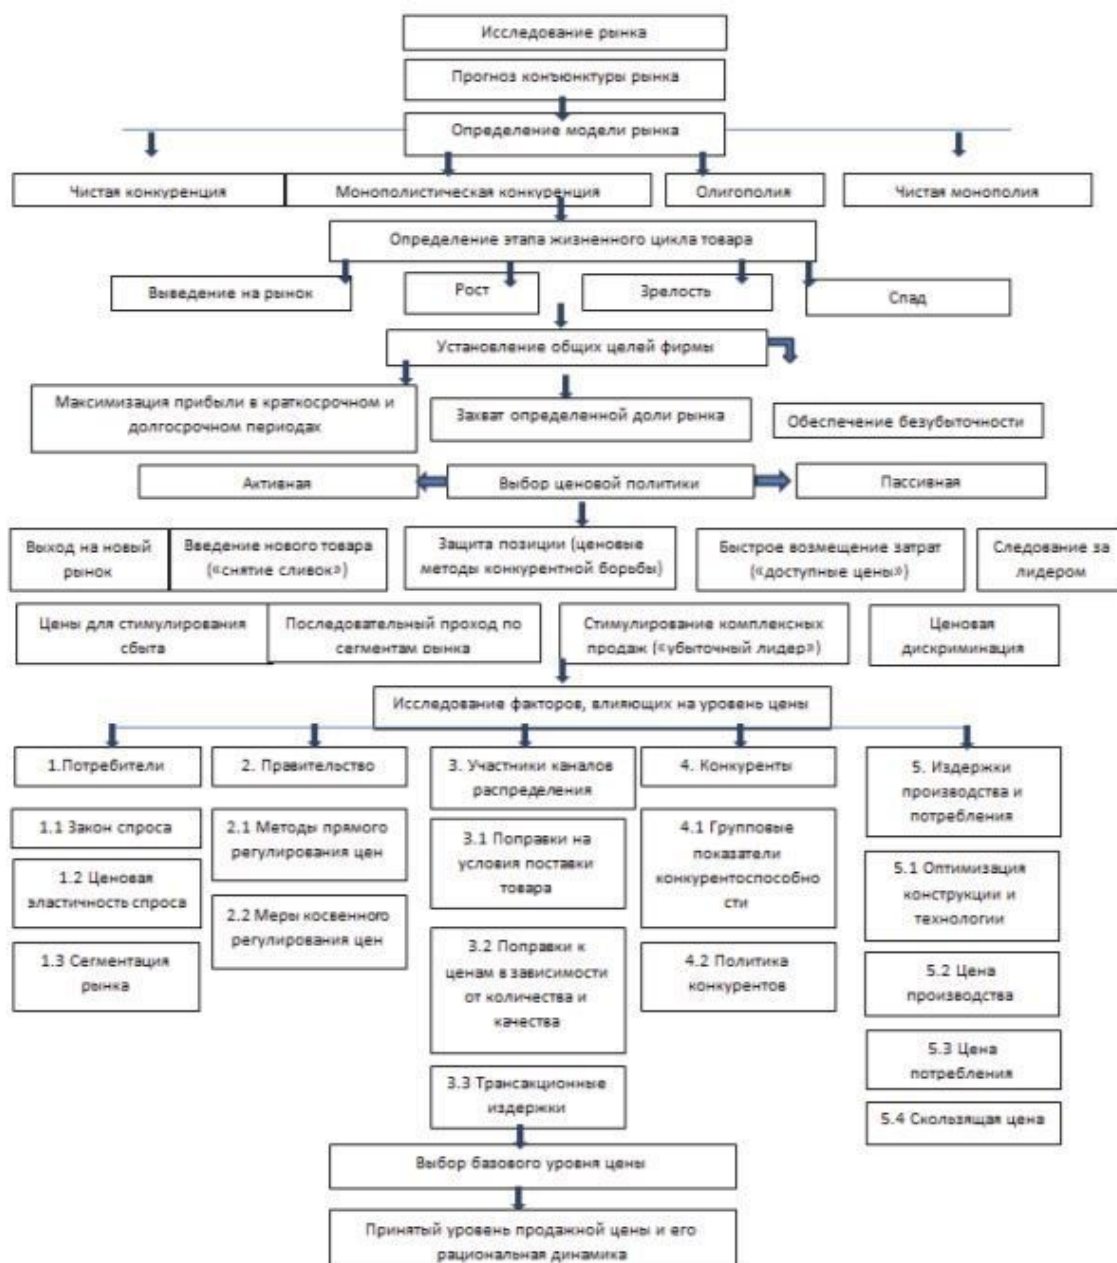 Исследование рынка
Прогноз конъюнктуры рынка
Определение модели рынка
Чистая конкуренция
Монополистическая конкуренция
Олигополия
Чистая монополия
Определение этапа жизненного цикла товара
Выведение на рынок
Рост
Зрелость
Спад
Установление общих целей фирмы
Максимизация прибыли в краткосрочном и
долгосрочном периодах
Захват определенной доли рынка
Обеспечение безубыточности
Активная
Выбор ценовой политики
Пассивная
Выход на новый
рынок
Введение нового товара
(«снятие сливок»)
Защита позиции (ценовые
методы конкурентной борьбы)
Быстрое возмещение затрат
(«доступные цены»)
Следование за
лидером
Цены для стимулирования
сбыта
Последовательный проход по
сегментам рынка
Стимулирование комплексных
продаж («убыточный лидер»)
Ценовая
дискриминация
Исследование факторов, влияющих на уровень цены
1.Потребители
1.1 Закон спроса
1.2 Ценовая
эластичность спроса
1.3 Сегментация
рынка
2. Правительство
2.1 Методы прямого
регулирования цен
2.2 Меры косвенного
регулирования цен
3. Участники каналов
распределения
3.1 Поправки на
условия поставки
товара
3.2 Поправки к
ценам в зависимости
от количества и
качества
3.3 Трансакционные
издержки
4. Конкуренты
4.1 Групповые
показатели
конкурентоспособно
сти
4.2 Политика
конкурентов
5. Издержки
производства и
потребления
5.1 Оптимизация
конструкции и
технологии
5.2 Цена
производства
5.3 Цена
потребления
5.4 Скользящая цена
Выбор базового уровня цены
Принятый уровень продажной цены и его
рациональная динамика